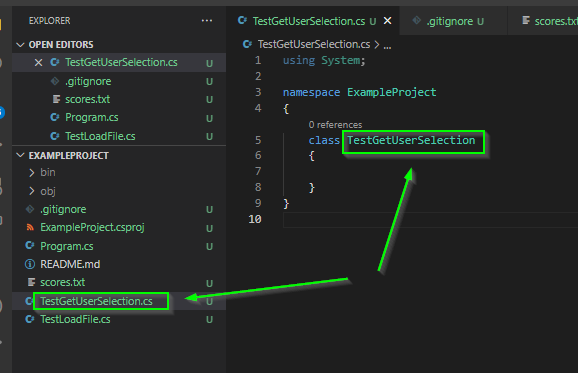 EXPLORER
...
OPEN EDITORS
TestGetUserSelection.cs U
.gitignore U
scores.txt U
Program.cs U
TestLoadFile.cs U
EXAMPLEPROJECT
bin
obj
.gitignore U
ExampleProject.csproj U
Program.cs U
README.md
scores.txt U
TestGetUserSelection.cs U
TestLoadFile.cs U
TestGetUserSelection.cs U
.gitignore U
scores.txt
TestGetUserSelection.cs > ...
1 using System;
2
3 namespace ExampleProject
4 {
0 references
5 class TestGetUserSelection
6 {
7
8 }
9 }
10